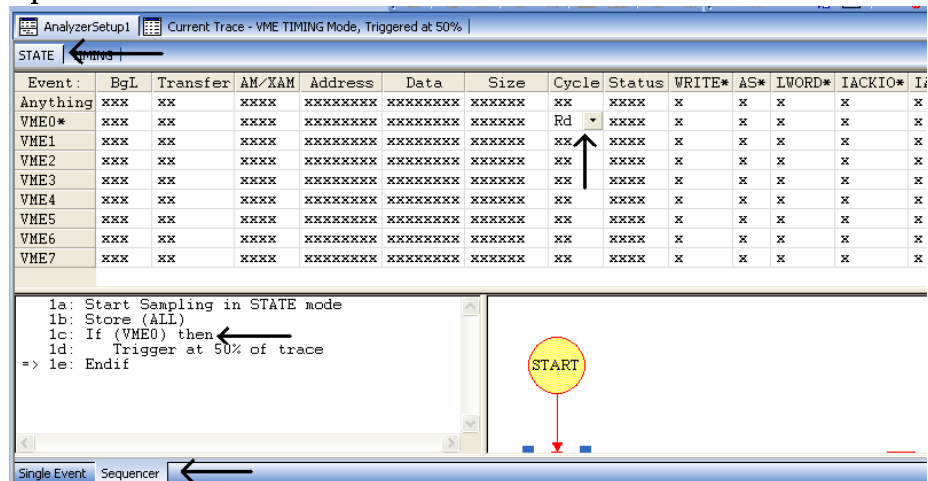 AnalyzerSetup1 Current Trace - VME TIMING Mode, Triggered at 50%
STATE
Event: BgL Transfer AM/XAM Address Data Size Cycle Status WRITE* AS* LWORD* IACKIO*
Anything xxx xx xxxx xxxxxxxx xxxxxxxx xxxxxx xx xxxx x x x x x
VME0* xxx xx xxxx xxxxxxxx xxxxxxxx xxxxxx Rd xxxx x x x x x
VME1 xxx xx xxxx xxxxxxxx xxxxxxxx xxxxxx xx xxxx x x x x x
VME2 xxx xx xxxx xxxxxxxx xxxxxxxx xxxxxx xx xxxx x x x x x
VME3 xxx xx xxxx xxxxxxxx xxxxxxxx xxxxxx xx xxxx x x x x x
VME4 xxx xx xxxx xxxxxxxx xxxxxxxx xxxxxx xx xxxx x x x x x
VME5 xxx xx xxxx xxxxxxxx xxxxxxxx xxxxxx xx xxxx x x x x x
VME6 xxx xx xxxx xxxxxxxx xxxxxxxx xxxxxx xx xxxx x x x x x
VME7 xxx xx xxxx xxxxxxxx xxxxxxxx xxxxxx xx xxxx x x x x x
1a: Start Sampling in STATE mode
1b: Store (ALL)
1c: If (VME0) then
1d: Trigger at 50% of trace
=> 1e: Endif
START
Single Event Sequencer